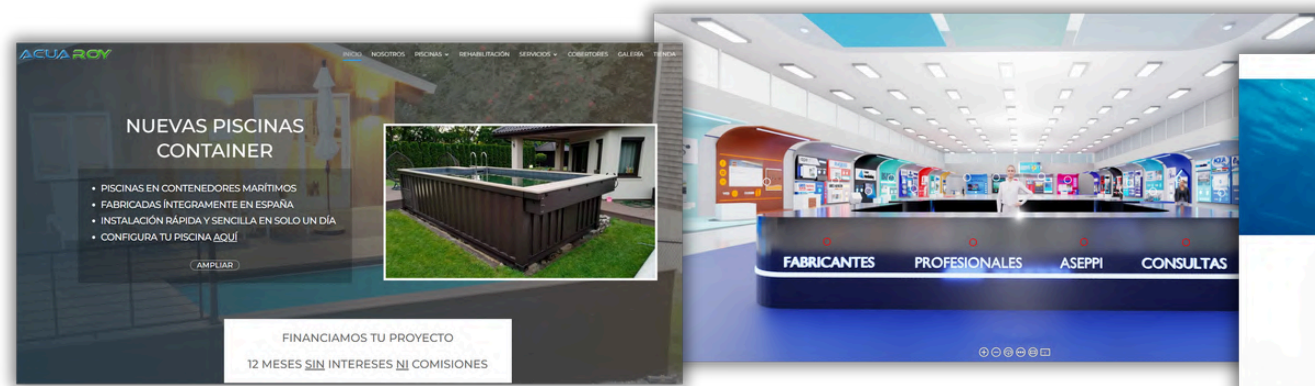 ACUA ROY
INICIO NOSOTROS PISCINAS REHABILITACIÓN SERVICIOS COBERTORES GALERÍA TIENDA
NUEVAS PISCINAS
CONTAINER
• PISCINAS EN CONTENEDORES MARÍTIMOS
• FABRICADAS ÍNTEGRAMENTE EN ESPAÑA
• INSTALACIÓN RÁPIDA Y SENCILLA EN SOLO UN DÍA
• CONFIGURA TU PISCINA AQUÍ
AMPLIAR
FINANCIAMOS TU PROYECTO
12 MESES SIN INTERESES NI COMISIONES
FABRICANTES PROFESIONALES ASEPPI CONSULTAS